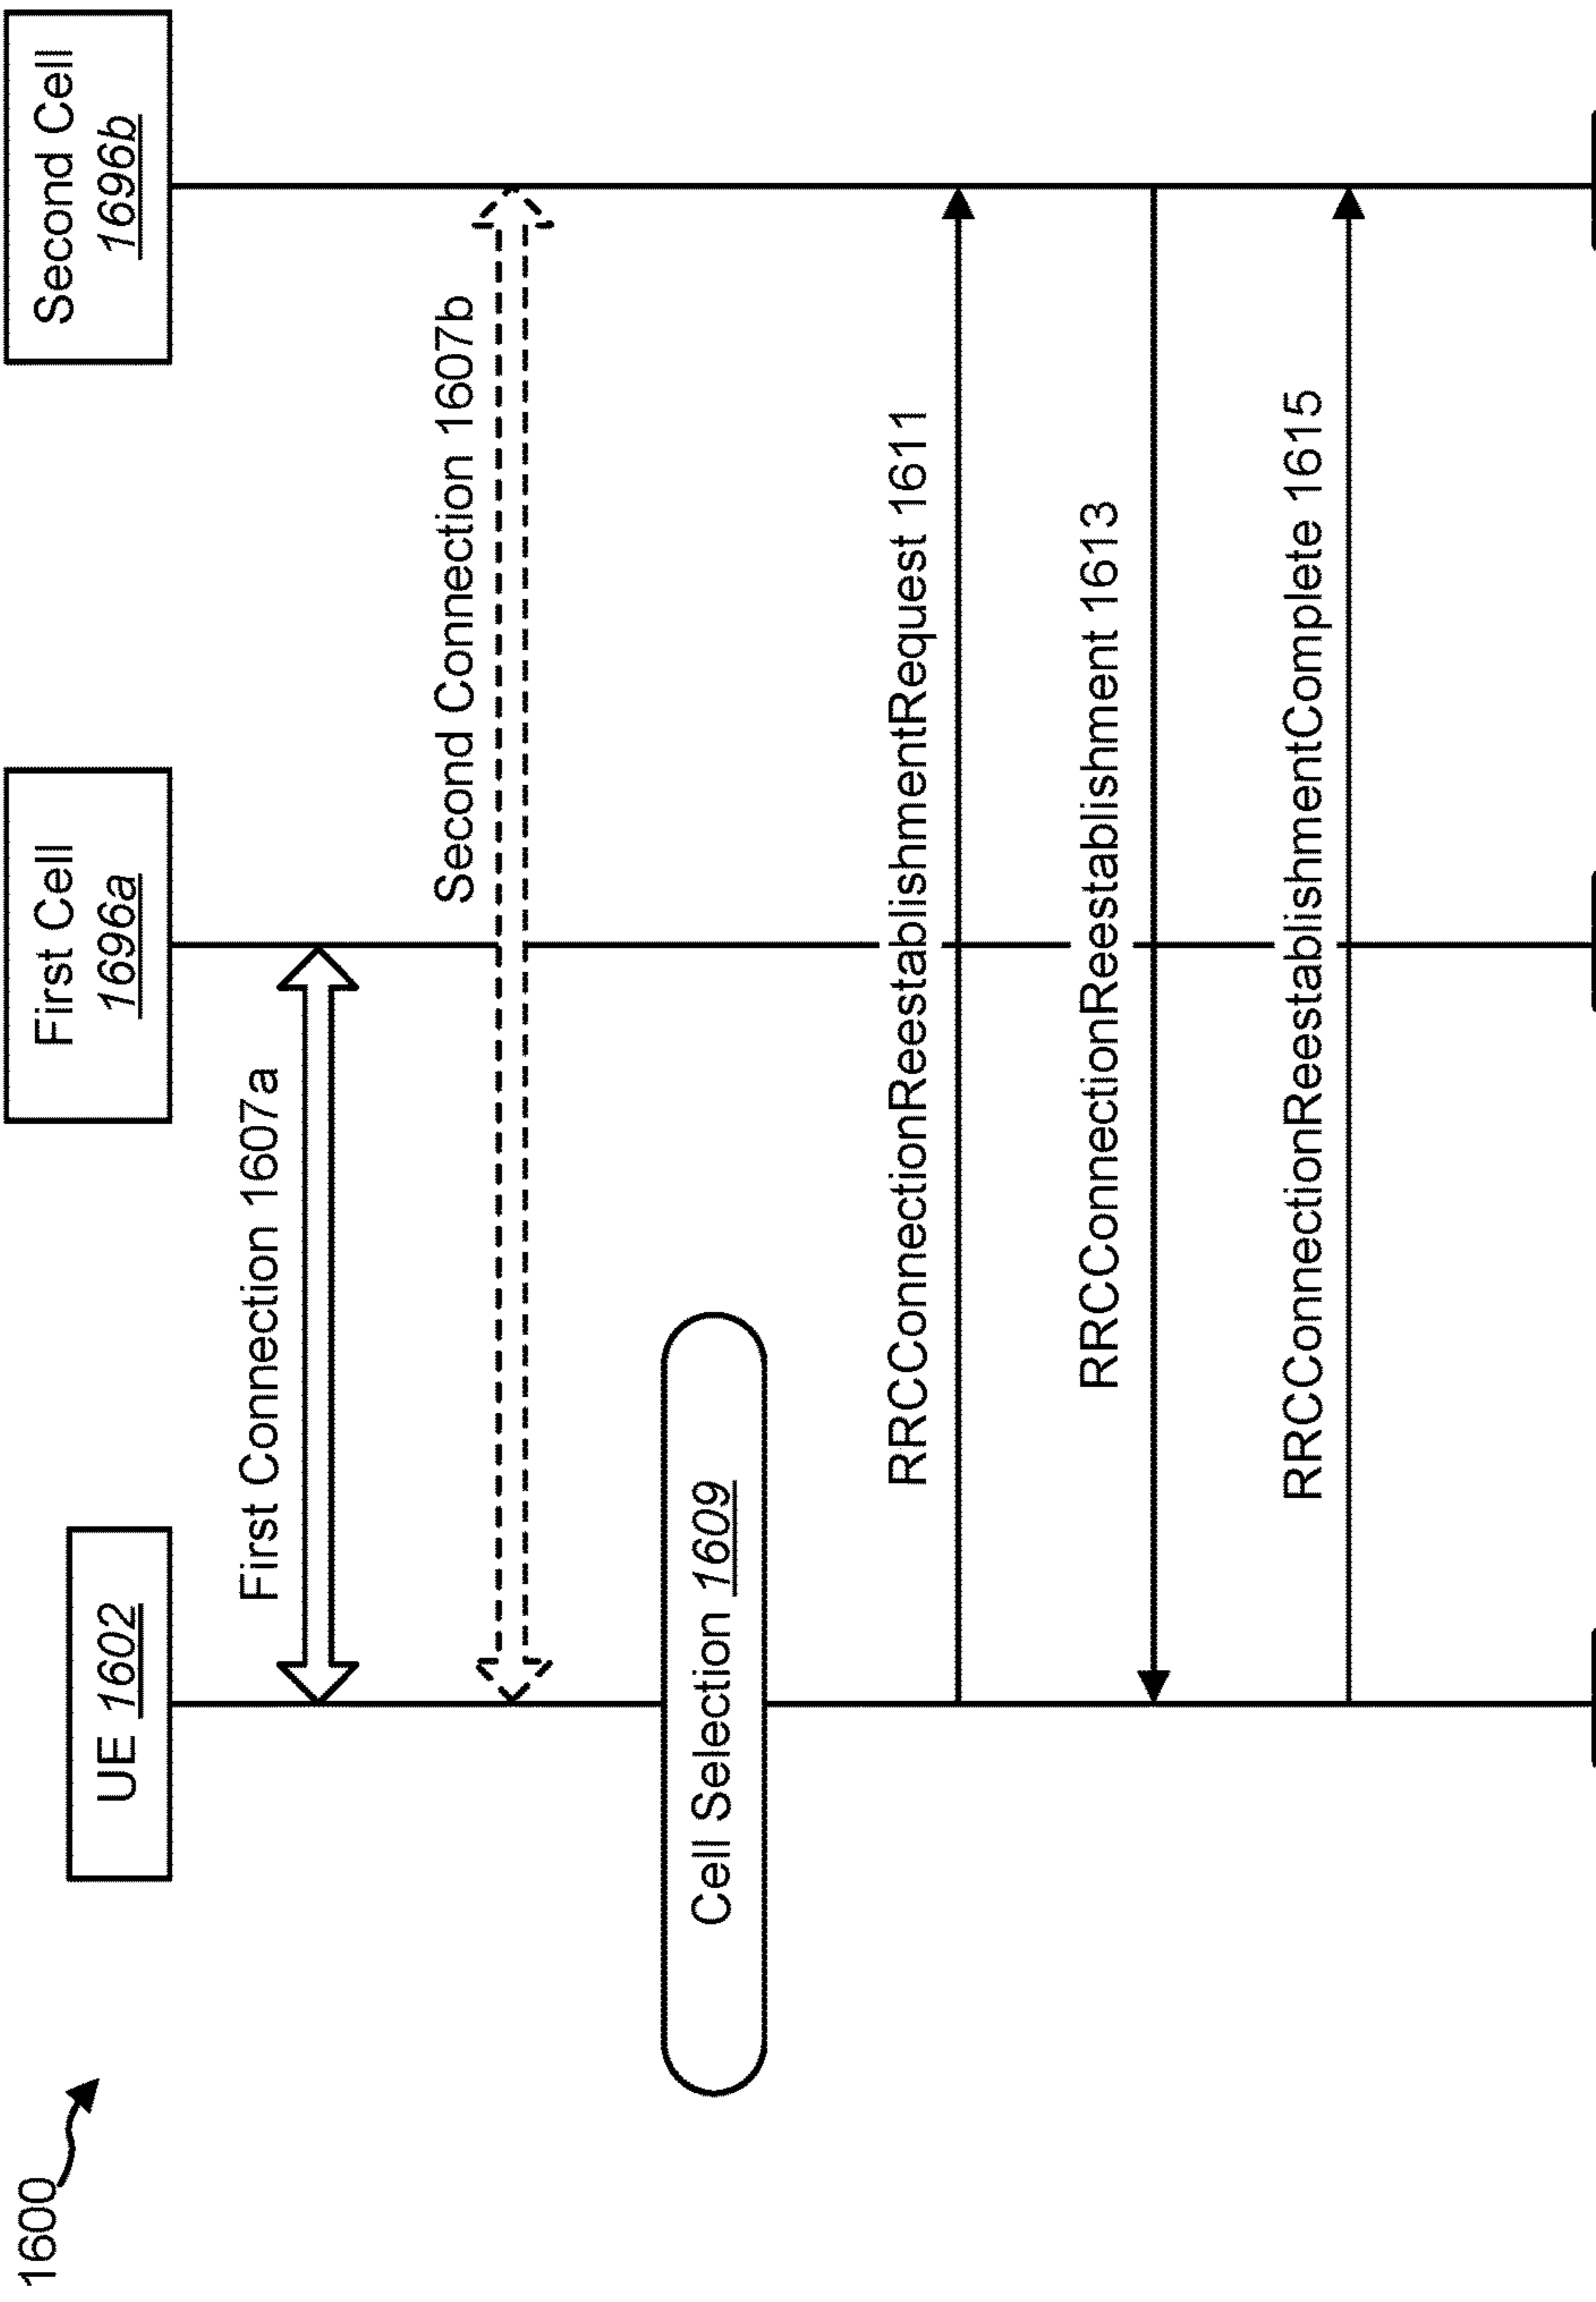 1600
UE 1602
First Cell
1696a
Second Cell
1696b
First Connection 1607a
Second Connection 1607b
Cell Selection 1609
RRCConnectionReestablishmentRequest 1611
RRCConnectionReestablishment 1613
RRCConnectionReestablishmentComplete 1615